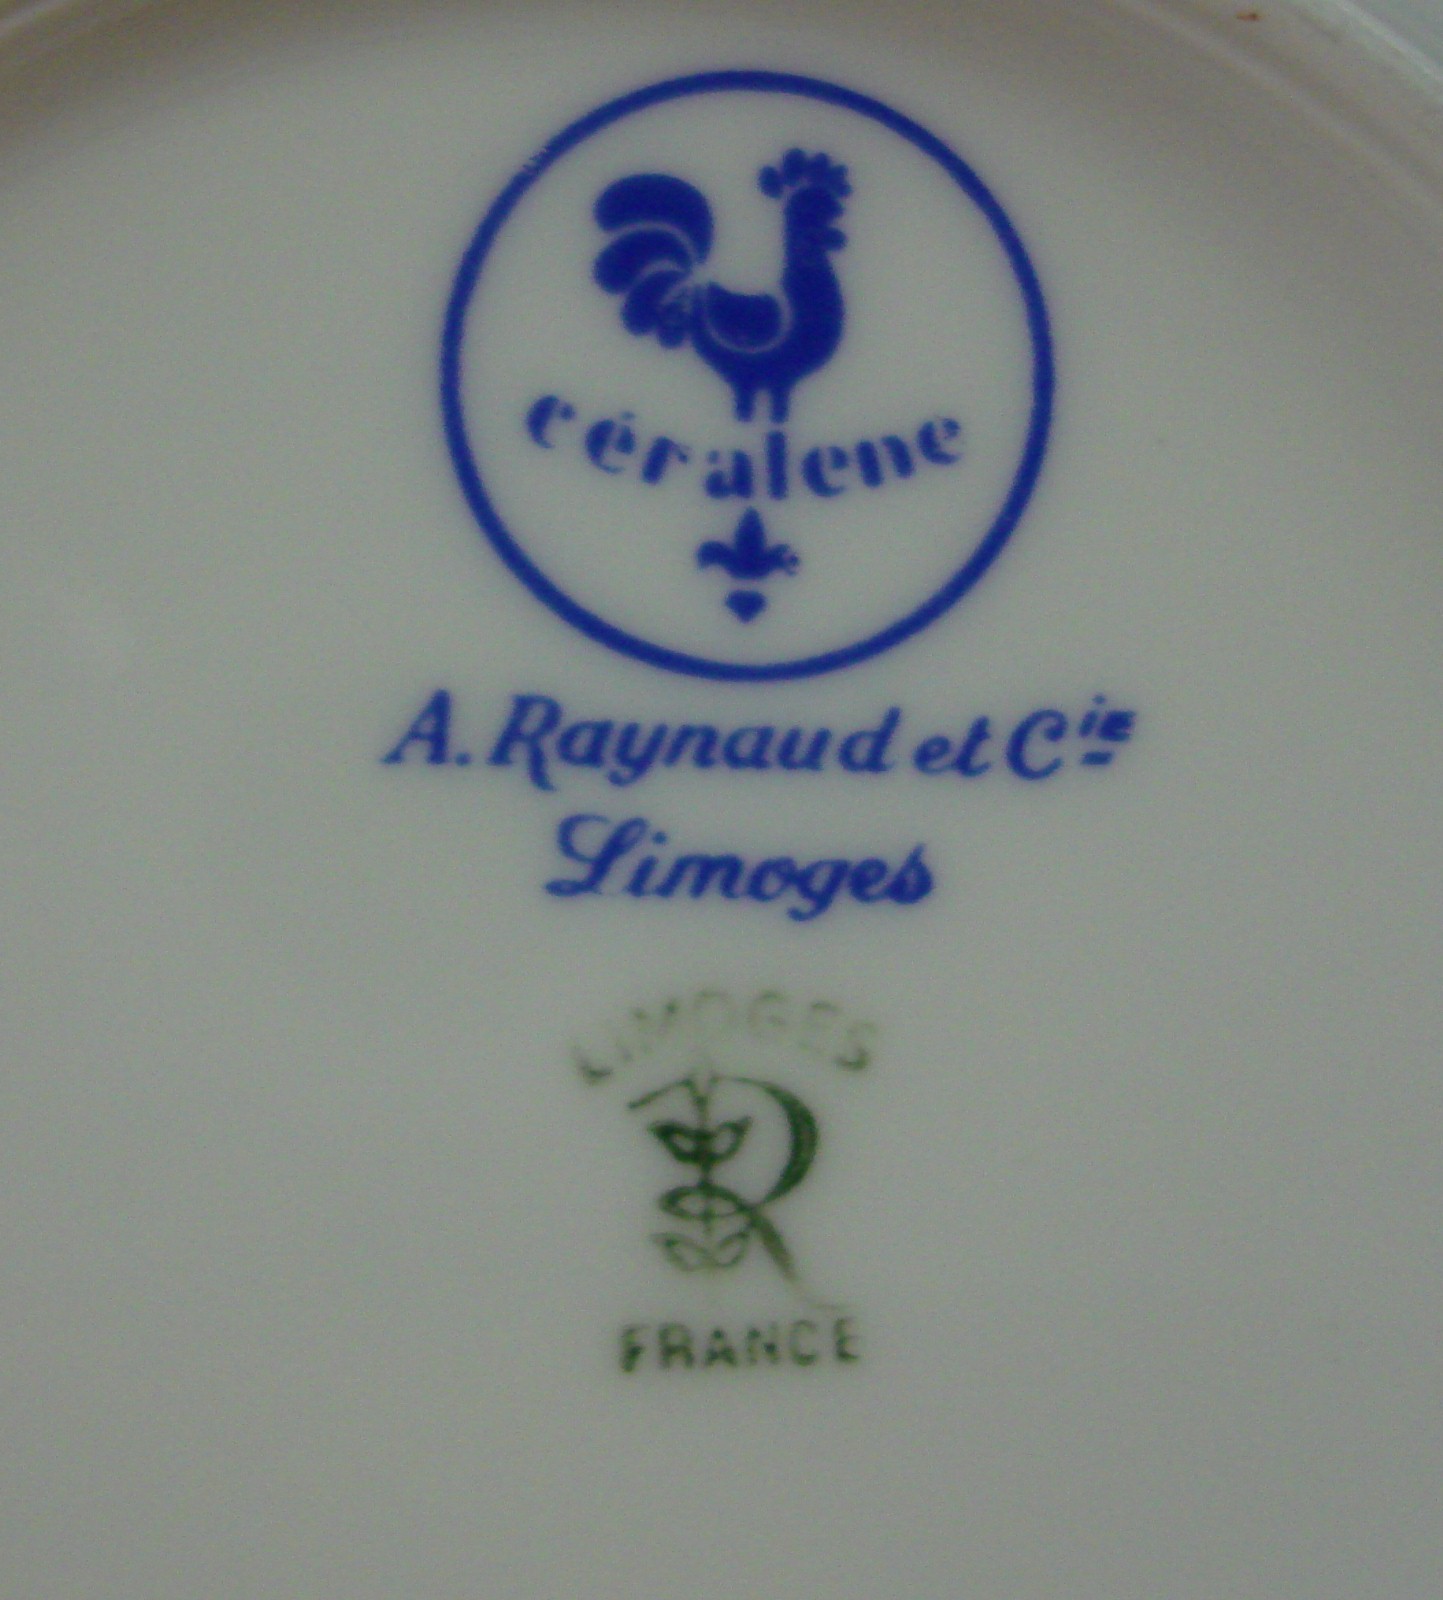 céralene
A. Raynaud et Cie
Limoges
LIMOGES
R
FRANCE